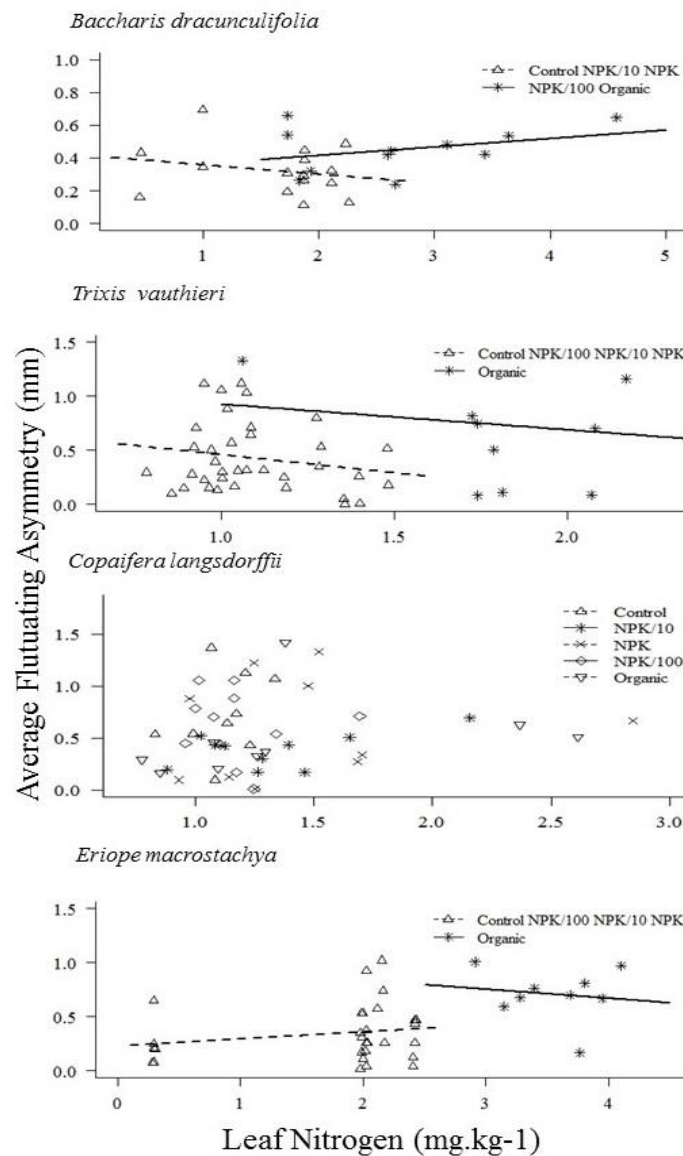 Baccharis dracunculifolia
1.0
0.8
0.6
0.4
0.2
0.0
Control NPK/10 NPK
NPK/100 Organic
1 2 3 4 5
Trixis vauthieri
1.5
1.0
0.5
0.0
Control NPK/100 NPK/10 NPK
Organic
1.0 1.5 2.0
Average Flutuating Asymmetry (mm)
Copaifera langsdorffii
1.5
1.0
0.5
0.0
Control
NPK/10
NPK
NPK/100
Organic
1.0 1.5 2.0 2.5 3.0
Eriope macrostachya
1.5
1.0
0.5
0.0
Control NPK/100 NPK/10 NPK
Organic
0 1 2 3 4
Leaf Nitrogen (mg.kg-1)